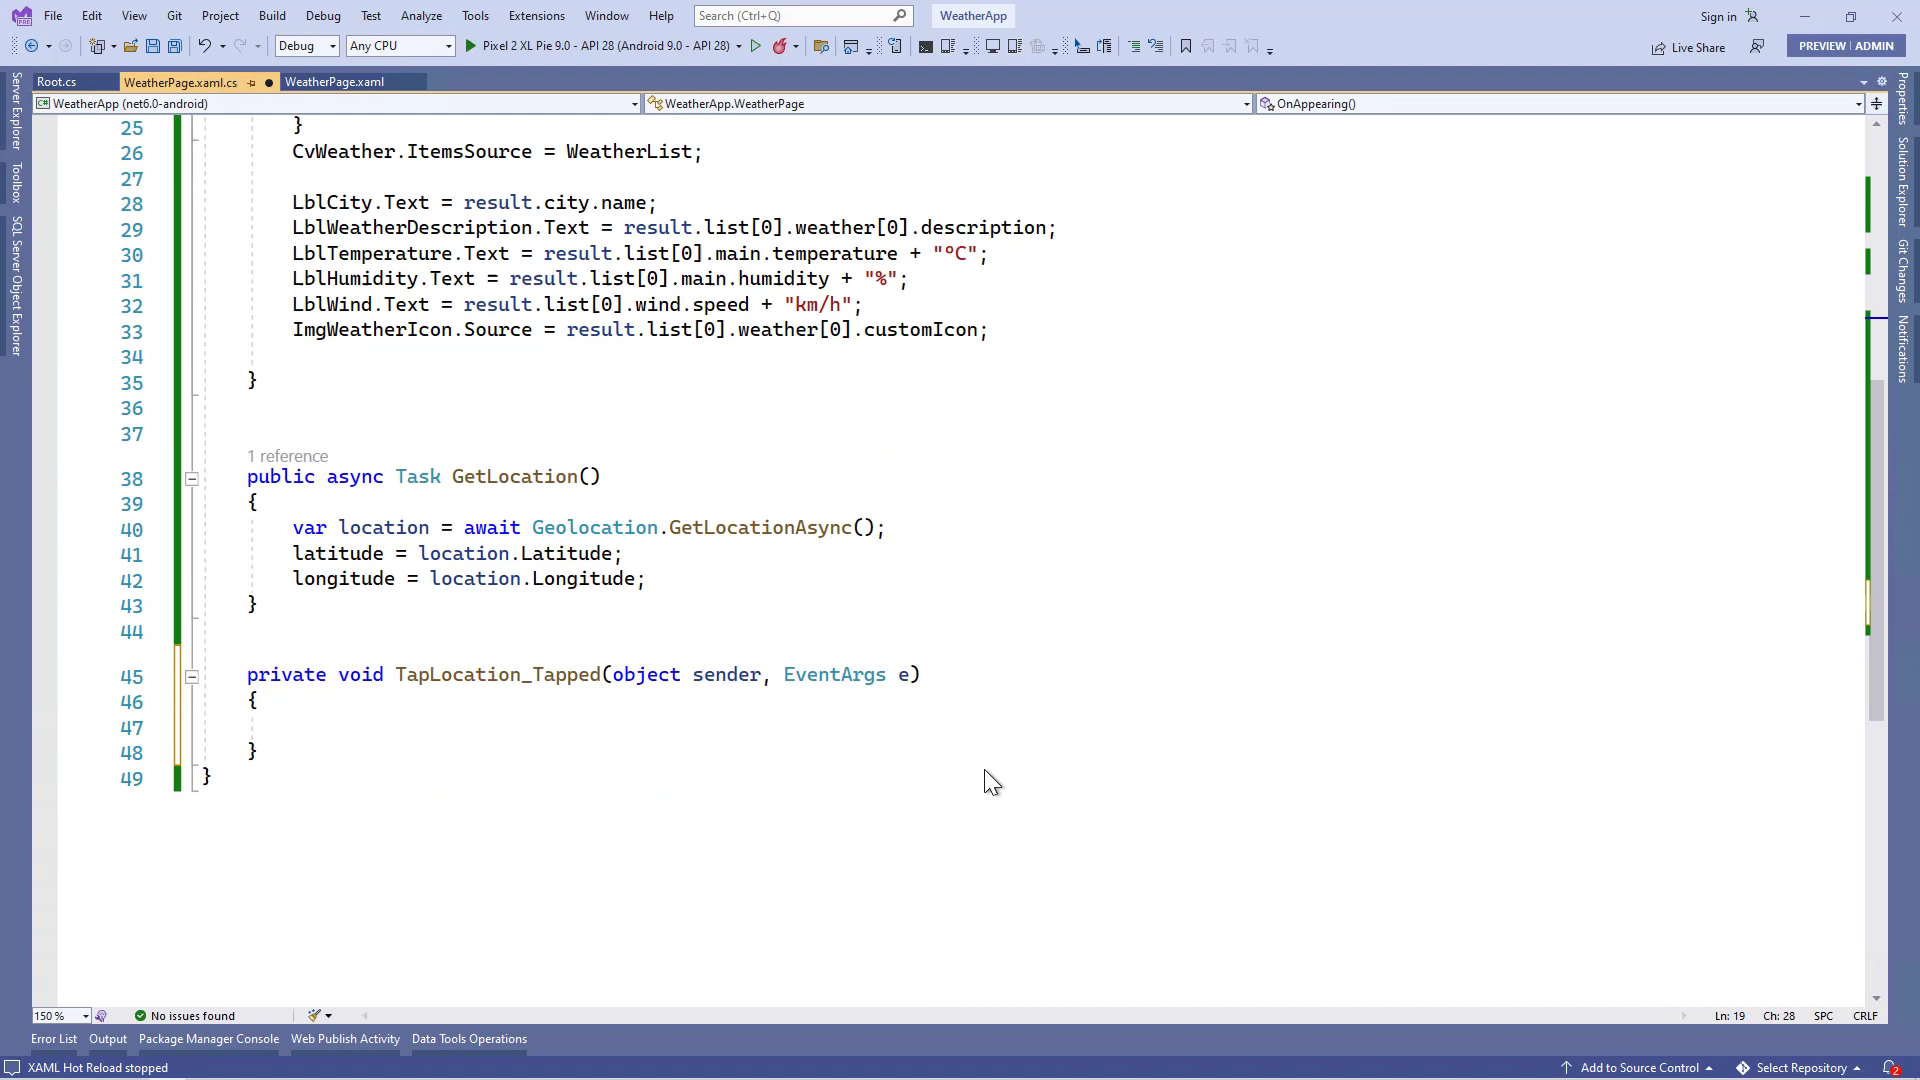 File Edit View Git Project Build Debug Test Analyze Tools Extensions Window Help Search (Ctrl+Q) WeatherApp Sign in
Debug Any CPU Pixel 2 XL Pie 9.0 - API 28 (Android 9.0 - API 28) Live Share PREVIEW | ADMIN
Root.cs WeatherPage.xaml.cs WeatherPage.xaml
WeatherApp (net6.0-android) WeatherApp.WeatherPage OnAppearing()
Server Explorer
Toolbox
SQL Server Object Explorer
Properties
Solution Explorer
Git Changes
Notifications
25 }
26 CvWeather.ItemsSource = WeatherList;
27
28 LblCity.Text = result.city.name;
29 LblWeatherDescription.Text = result.list[0].weather[0].description;
30 LblTemperature.Text = result.list[0].main.temperature + "°C";
31 LblHumidity.Text = result.list[0].main.humidity + "%";
32 LblWind.Text = result.list[0].wind.speed + "km/h";
33 ImgWeatherIcon.Source = result.list[0].weather[0].customIcon;
34
35 }
36
37
1 reference
38 public async Task GetLocation()
39 {
40 var location = await Geolocation.GetLocationAsync();
41 latitude = location.Latitude;
42 longitude = location.Longitude;
43 }
44
45 private void TapLocation_Tapped(object sender, EventArgs e)
46 {
47
48 }
49 }
150 % No issues found Ln: 19 Ch: 28 SPC CRLF
Error List Output Package Manager Console Web Publish Activity Data Tools Operations
XAML Hot Reload stopped Add to Source Control Select Repository 2